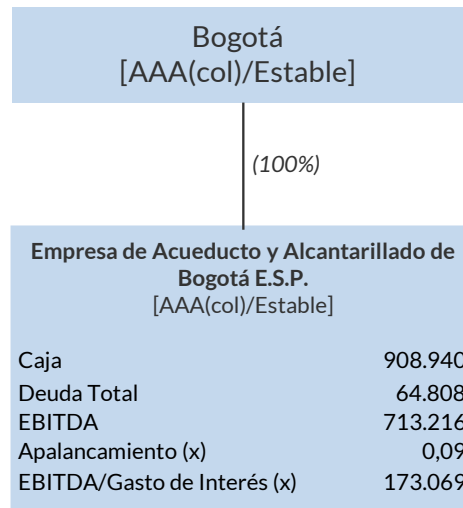 Bogotá
[AAA(col)/Estable]
(100%)
Empresa de Acueducto y Alcantarillado de
Bogotá E.S.P.
[AAA(col)/Estable]
Caja 908.940
Deuda Total 64.808
EBITDA 713.216
Apalancamiento (x) 0,09
EBITDA/Gasto de Interés (x) 173.069